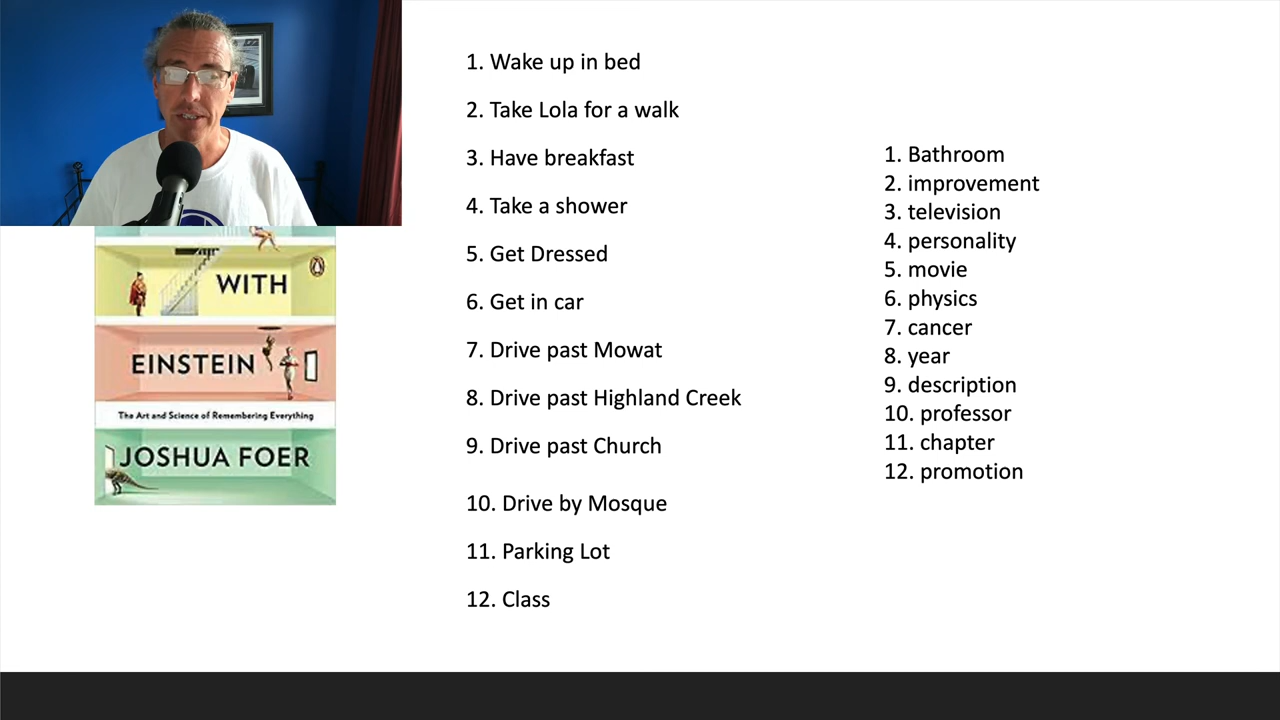 WITH
EINSTEIN
The Art and Science of Remembering Everything
JOSHUA FOER
1. Wake up in bed
2. Take Lola for a walk
3. Have breakfast
4. Take a shower
5. Get Dressed
6. Get in car
7. Drive past Mowat
8. Drive past Highland Creek
9. Drive past Church
10. Drive by Mosque
11. Parking Lot
12. Class
1. Bathroom
2. improvement
3. television
4. personality
5. movie
6. physics
7. cancer
8. year
9. description
10. professor
11. chapter
12. promotion